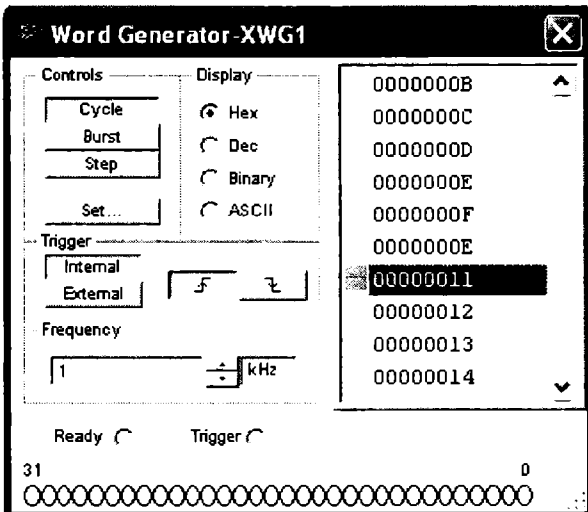 Word Generator-XWG1
Controls
Cycle
Burst
Step
Set...
Display
Hex
Dec
Binary
ASCII
Trigger
Internal
External
Frequency
1
kHz
0000000B
0000000C
0000000D
0000000E
0000000F
0000000E
00000011
00000012
00000013
00000014
Ready
Trigger
31
0